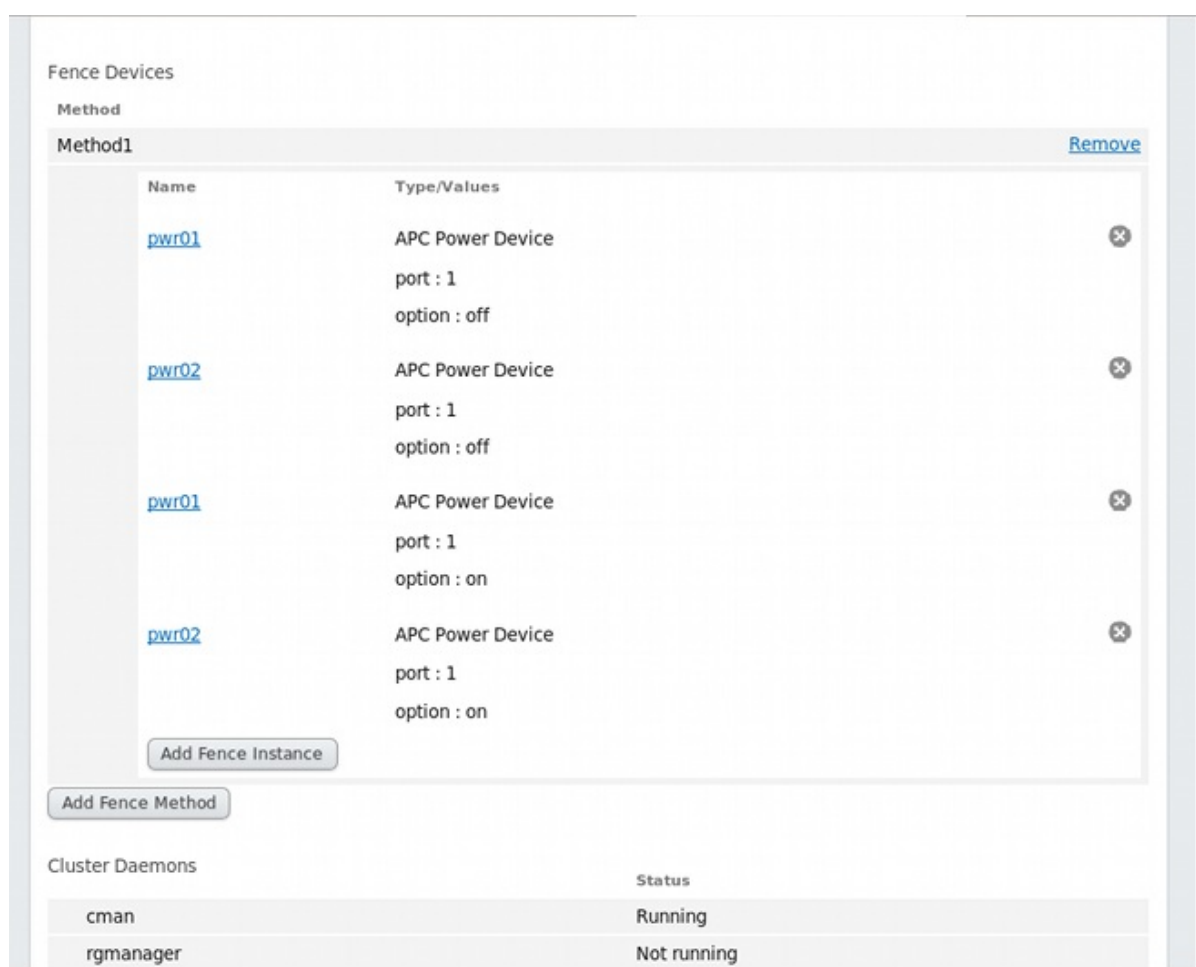 Fence Devices
Method
Method1 Remove
Name Type/Values
pwr01 APC Power Device
port : 1
option : off
pwr02 APC Power Device
port : 1
option : off
pwr01 APC Power Device
port : 1
option : on
pwr02 APC Power Device
port : 1
option : on
Add Fence Instance
Add Fence Method
Cluster Daemons
Status
cman Running
rgmanager Not running